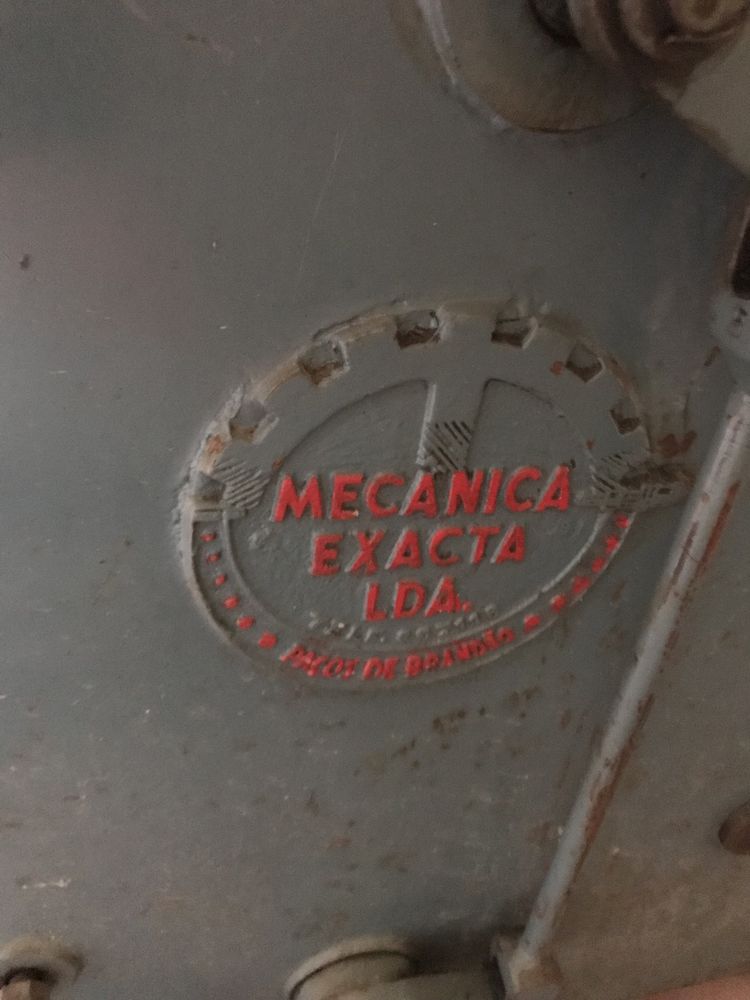 MECANICA
EXACTA
LDA.
PAÇOS DE BRANDÃO